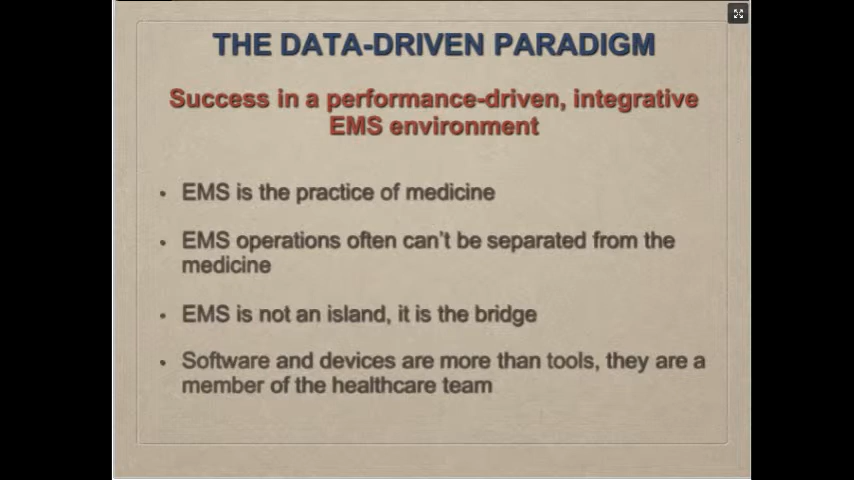 THE DATA-DRIVEN PARADIGM
Success in a performance-driven, integrative
EMS environment
• EMS is the practice of medicine
• EMS operations often can't be separated from the
medicine
• EMS is not an island, it is the bridge
• Software and devices are more than tools, they are a
member of the healthcare team